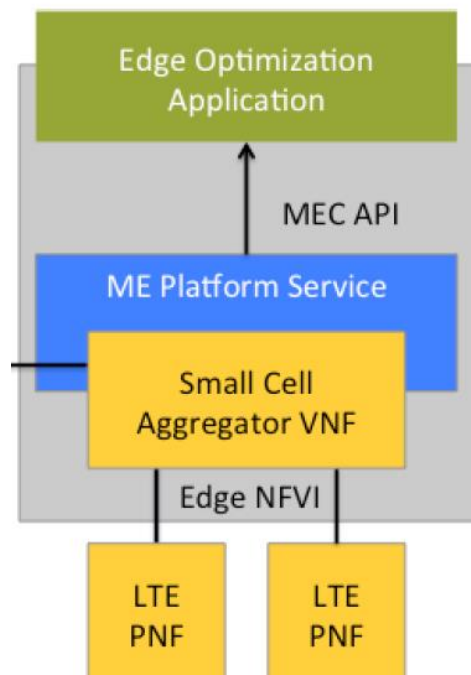 Edge Optimization
Application
MEC API
ME Platform Service
Small Cell
Aggregator VNF
Edge NFVI
LTE
PNF
LTE
PNF